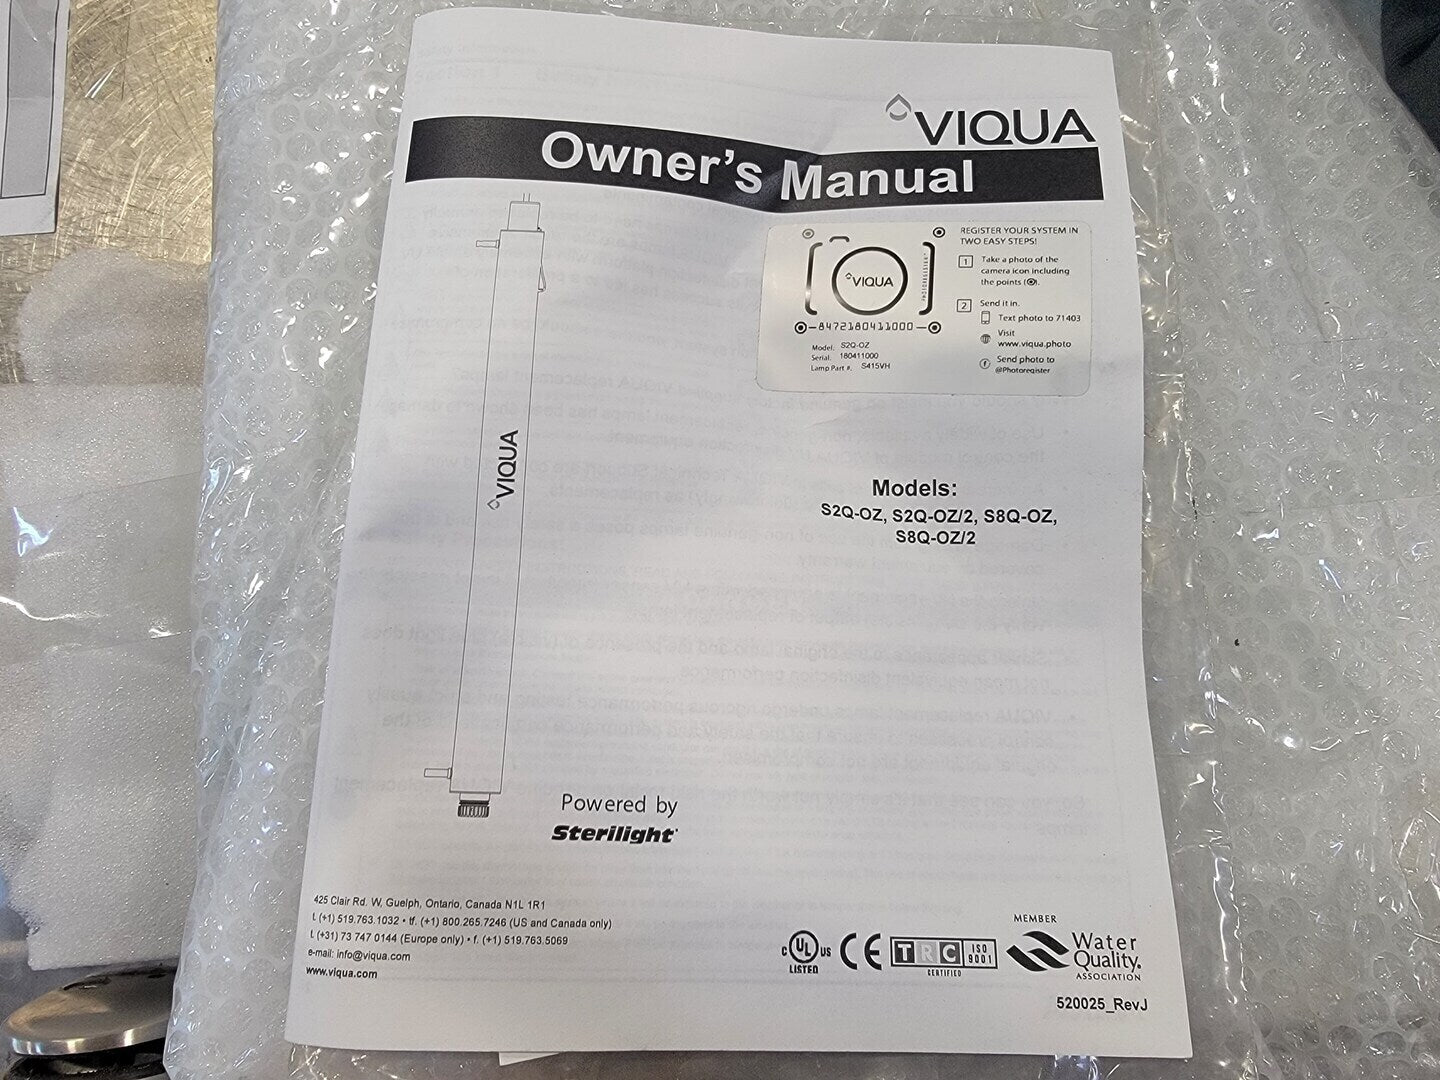 VIQUA
Owner's Manual
REGISTER YOUR SYSTEM IN
TWO EASY STEPS!
1 Take a photo of the
camera icon including
the points ( ).
2 Send it in.
Text photo to 71403
Visit
www.viqua.photo
Send photo to
@Photoregister
VIQUA
PHOTOREGISTER
8472180411000
Model: S2Q-OZ
Serial: 180411000
Lamp Part #: S415VH
VIQUA
Models:
S2Q-OZ, S2Q-OZ/2, S8Q-OZ,
S8Q-OZ/2
Powered by
Sterilight
425 Clair Rd. W, Guelph, Ontario, Canada N1L 1R1
t. (+1) 519.763.1032 • tf. (+1) 800.265.7246 (US and Canada only)
t. (+31) 73 747 0144 (Europe only) • f. (+1) 519.763.5069
e-mail: info@viqua.com
www.viqua.com
C UL US
LISTED
CE
TRC ISO 9001
CERTIFIED
MEMBER
Water
Quality.
ASSOCIATION
520025_RevJ